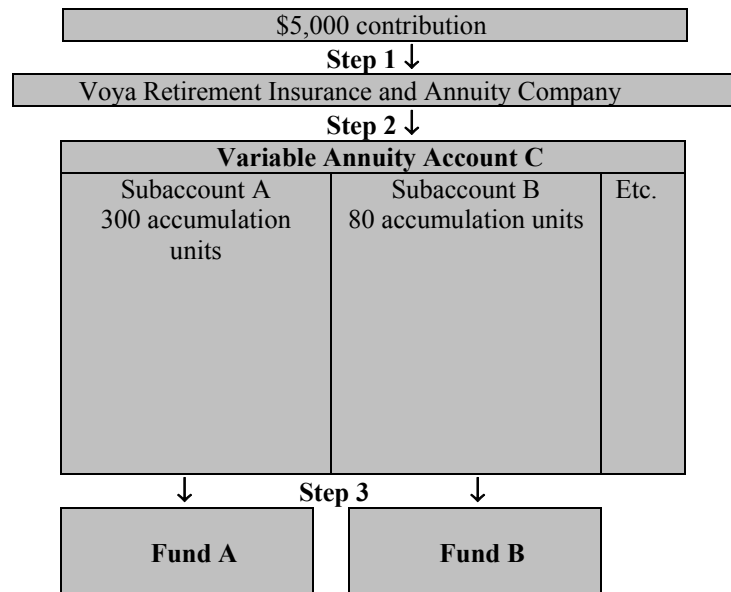 $5,000 contribution
Step 1 ↓
Voya Retirement Insurance and Annuity Company
Step 2 ↓
Variable Annuity Account C
Subaccount A
300 accumulation
units
Subaccount B
80 accumulation units
Etc.
↓ Step 3 ↓
Fund A
Fund B